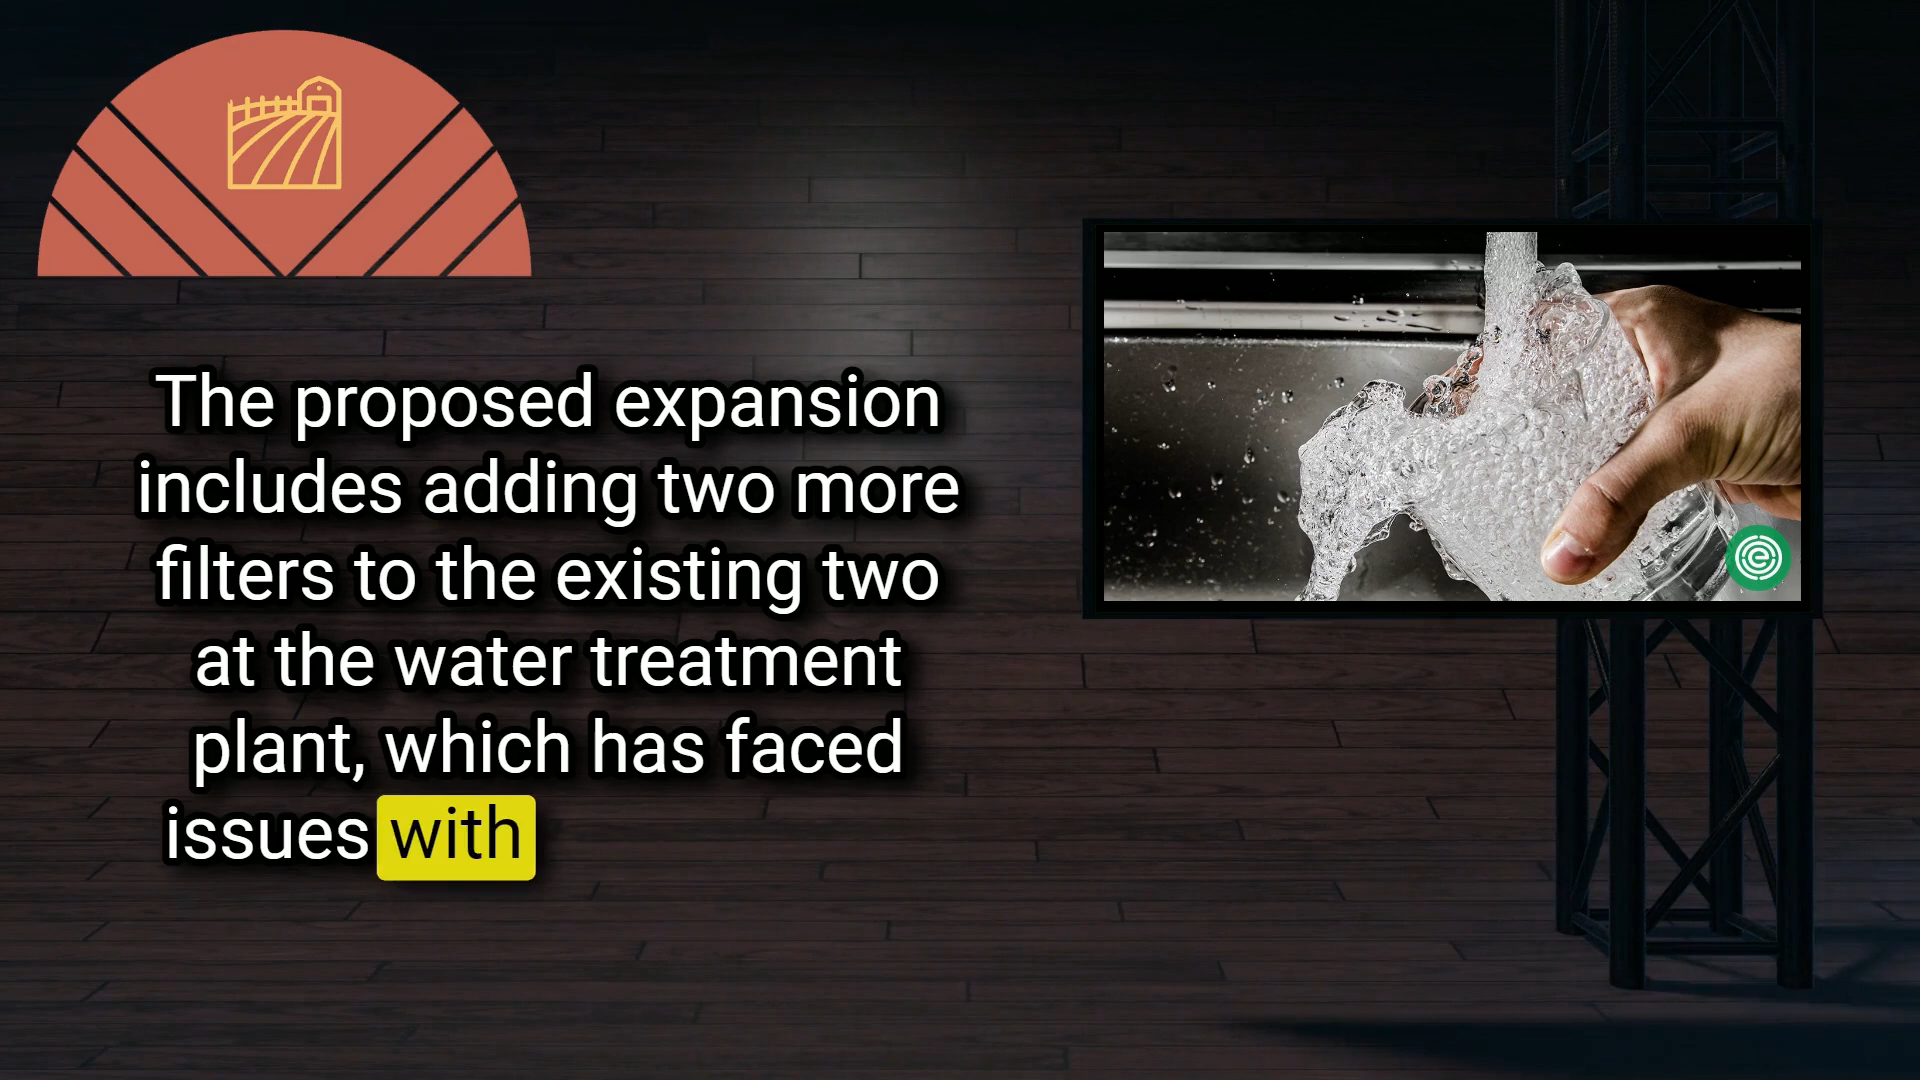 The proposed expansion
includes adding two more
filters to the existing two
at the water treatment
plant, which has faced
issues with